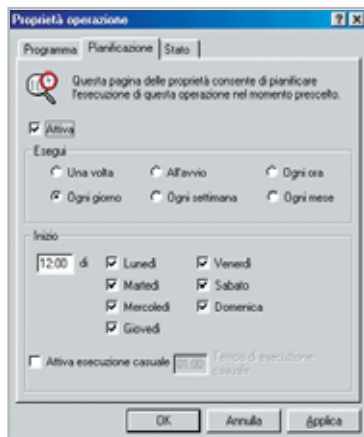 Proprietà operazione
Programma Pianificazione Stato
Questa pagina delle proprietà consente di pianificare
l'esecuzione di questa operazione nel momento prescelto.
Attiva
Esegui
Una volta All'avvio Ogni ora
Ogni giorno Ogni settimana Ogni mese
Inizio
12:00 di Lunedì Venerdì
Martedì Sabato
Mercoledì Domenica
Giovedì
Attiva esecuzione casuale 01:00 Tempo di esecuzione
casuale
OK Annulla Applica